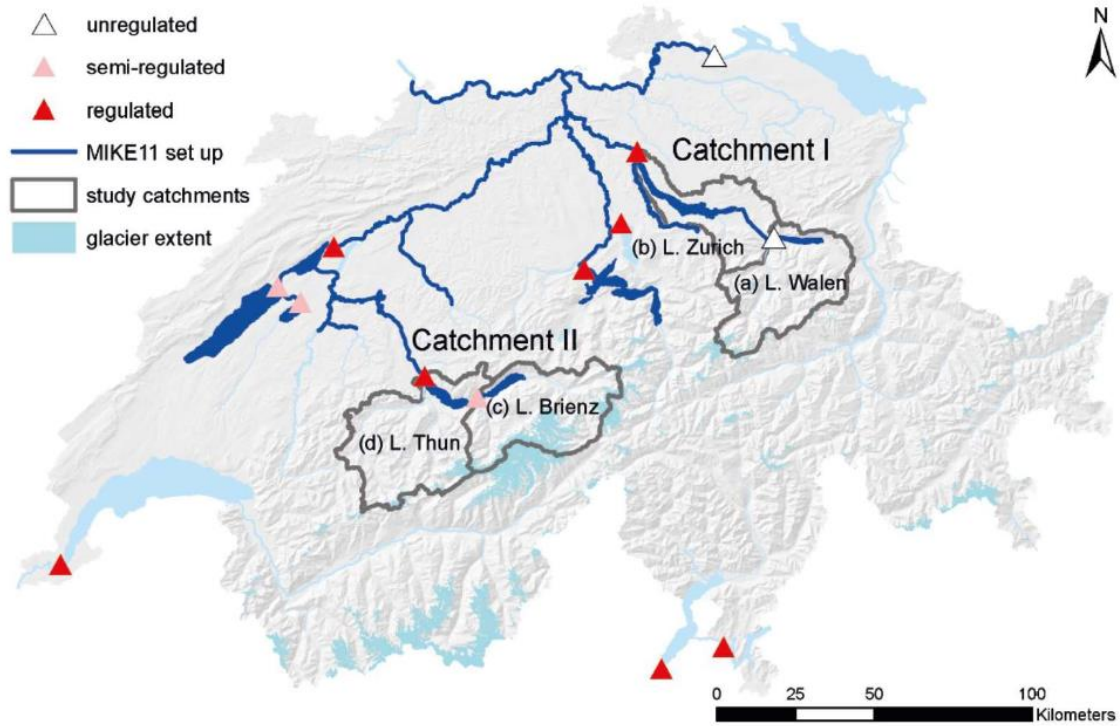 unregulated
semi-regulated
regulated
MIKE11 set up
study catchments
glacier extent
N
Catchment I
(b) L. Zurich
(a) L. Walen
Catchment II
(c) L. Brienz
(d) L. Thun
0 25 50 100
Kilometers